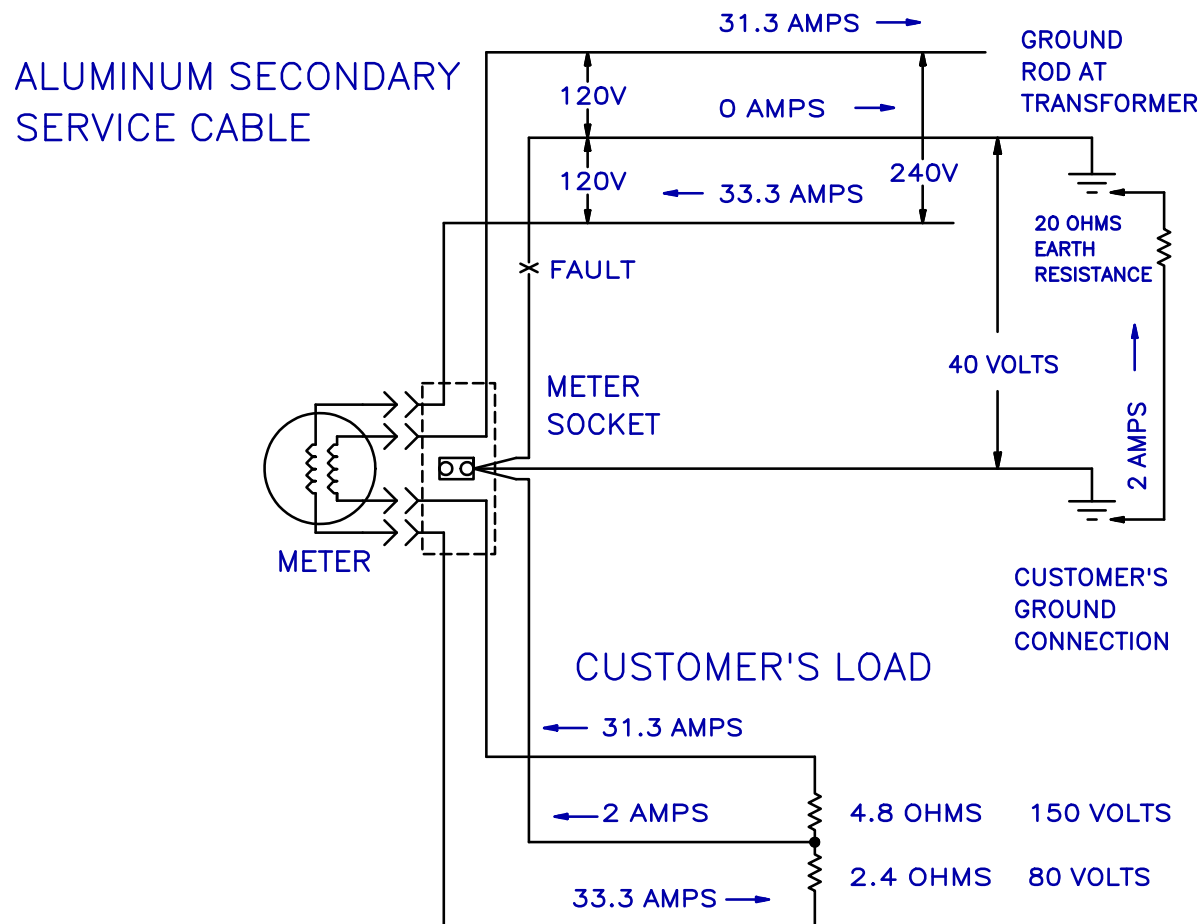 31.3 AMPS
ALUMINUM SECONDARY
SERVICE CABLE
GROUND
ROD AT
TRANSFORMER
120V
0 AMPS
120V
33.3 AMPS
240V
20 OHMS
EARTH
RESISTANCE
FAULT
40 VOLTS
2 AMPS
METER
SOCKET
METER
CUSTOMER'S
GROUND
CONNECTION
CUSTOMER'S LOAD
31.3 AMPS
2 AMPS
4.8 OHMS 150 VOLTS
2.4 OHMS 80 VOLTS
33.3 AMPS